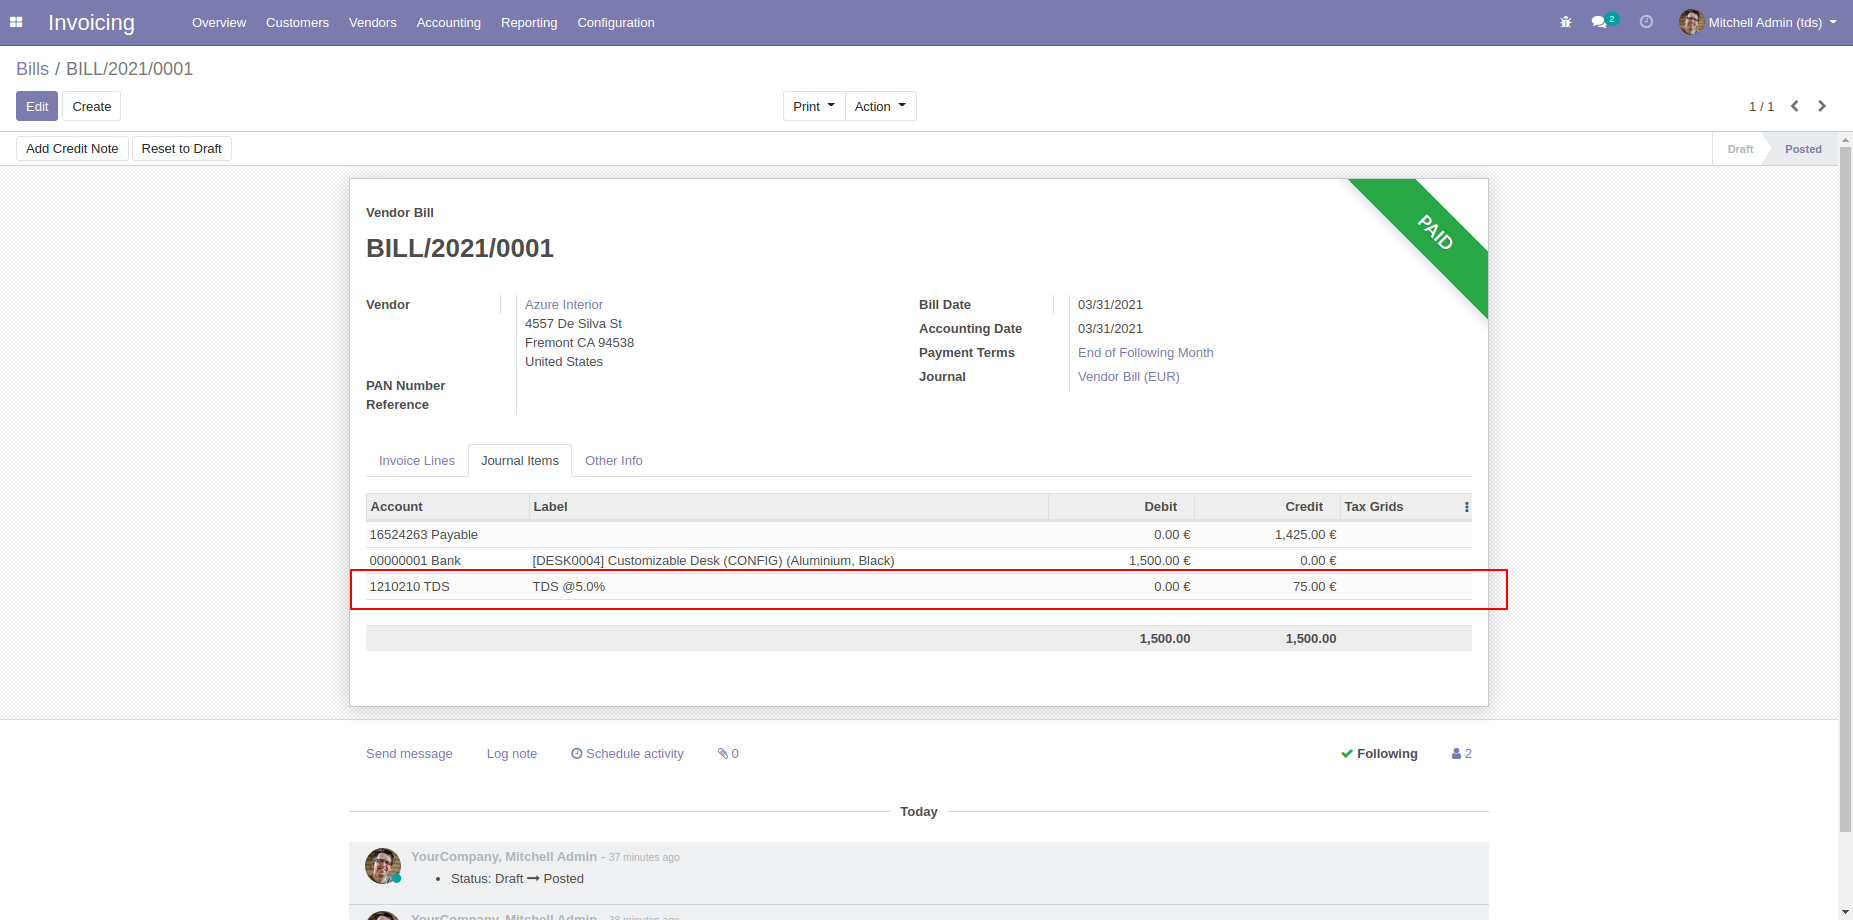 Invoicing Overview Customers Vendors Accounting Reporting Configuration 2 Mitchell Admin (tds)
Bills / BILL/2021/0001
Edit Create Print Action 1 / 1
Add Credit Note Reset to Draft Draft Posted
PAID
Vendor Bill
BILL/2021/0001
Vendor Azure Interior Bill Date 03/31/2021
4557 De Silva St Accounting Date 03/31/2021
Fremont CA 94538 Payment Terms End of Following Month
United States
PAN Number Journal Vendor Bill (EUR)
Reference
Invoice Lines Journal Items Other Info
Account Label Debit Credit Tax Grids
16524263 Payable 0.00 € 1,425.00 €
00000001 Bank [DESK0004] Customizable Desk (CONFIG) (Aluminium, Black) 1,500.00 € 0.00 €
1210210 TDS TDS @5.0% 0.00 € 75.00 €
1,500.00 1,500.00
Send message Log note Schedule activity 0 Following 2
Today
YourCompany, Mitchell Admin - 37 minutes ago
• Status: Draft → Posted
YourCompany, Mitchell Admin - 38 minutes ago